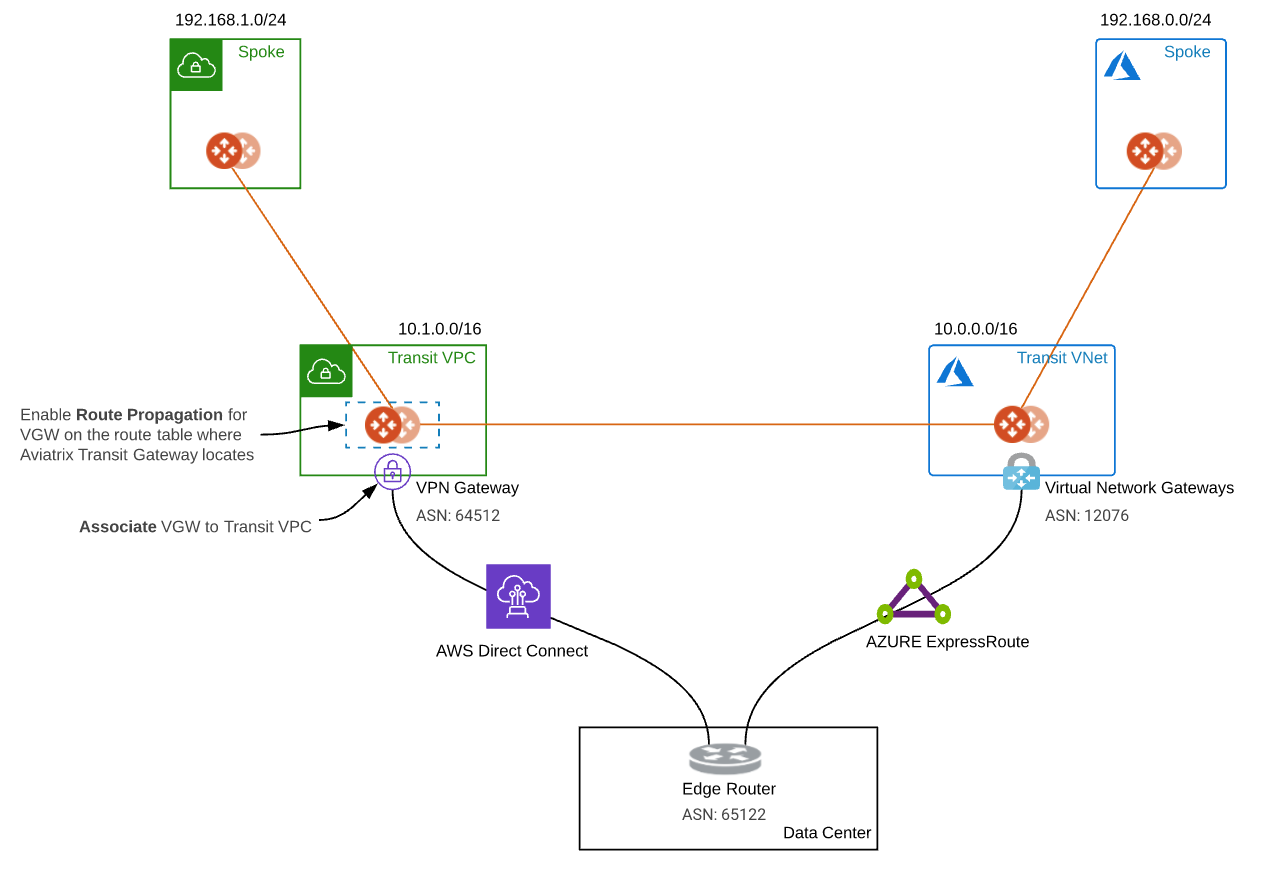 192.168.1.0/24
192.168.0.0/24
Spoke
Spoke
10.1.0.0/16
10.0.0.0/16
Transit VPC
Transit VNet
Enable Route Propagation for
VGW on the route table where
Aviatrix Transit Gateway locates
VPN Gateway
ASN: 64512
Virtual Network Gateways
ASN: 12076
Associate VGW to Transit VPC
AWS Direct Connect
AZURE ExpressRoute
Edge Router
ASN: 65122
Data Center